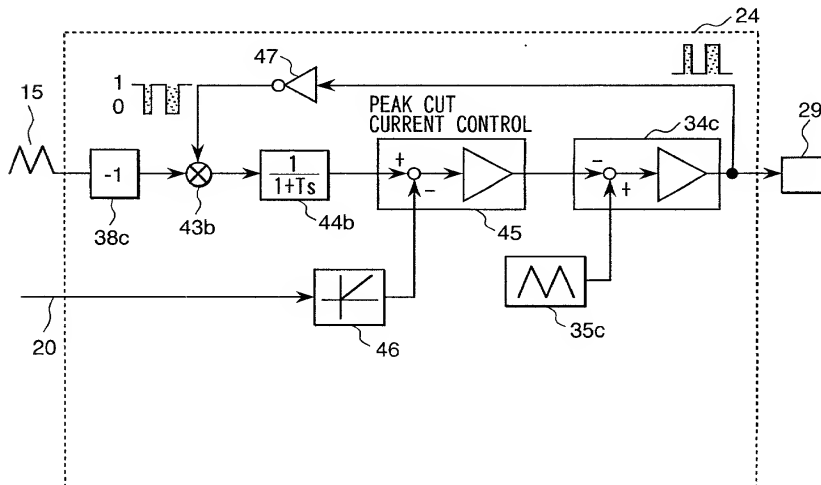 24
47
1
0
15
PEAK CUT
CURRENT CONTROL
34c
29
-1
1
1+Ts
+
-
-
+
38c
43b
44b
45
20
46
35c